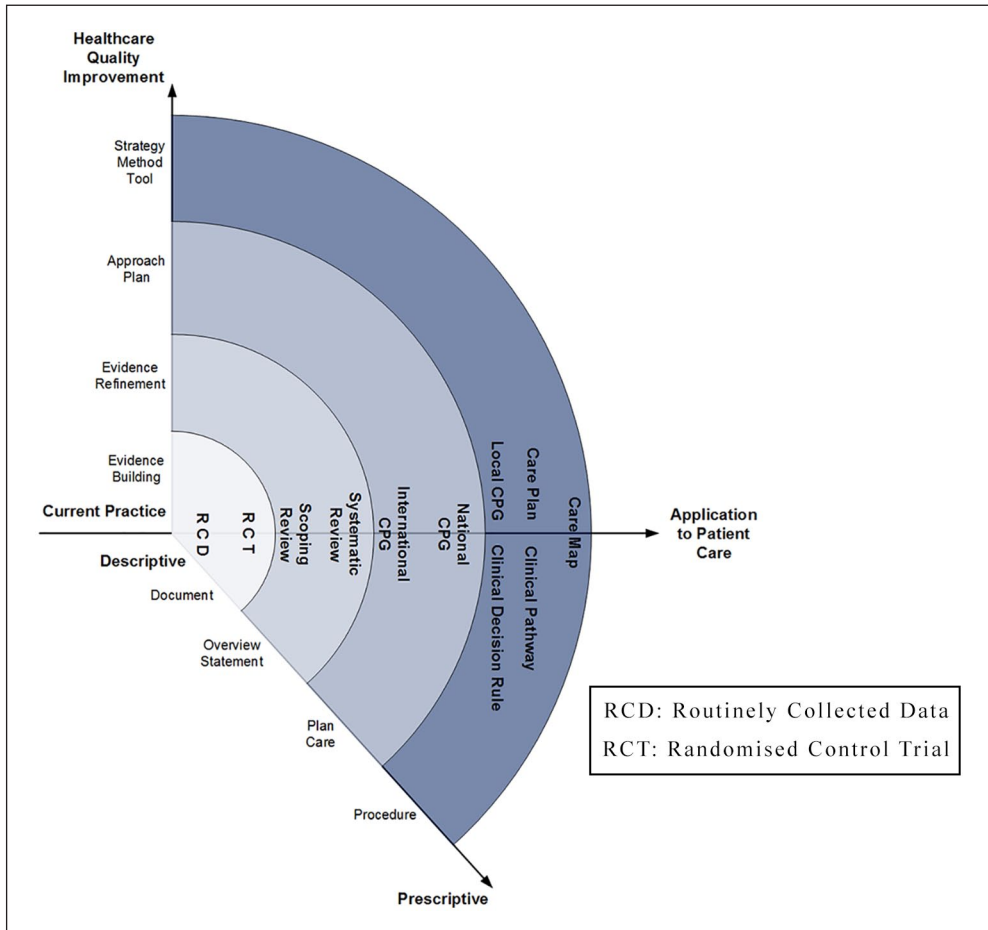 Healthcare
Quality
Improvement
Strategy
Method
Tool
Approach
Plan
Evidence
Refinement
Evidence
Building
Current Practice
Descriptive
Document
Overview
Statement
Plan
Care
Procedure
Prescriptive
RCD
RCT
Scoping
Review
Systematic
Review
International
CPG
National
CPG
Local CPG
Clinical Decision Rule
Care Plan
Clinical Pathway
Care Map
Application
to Patient
Care
RCD: Routinely Collected Data
RCT: Randomised Control Trial